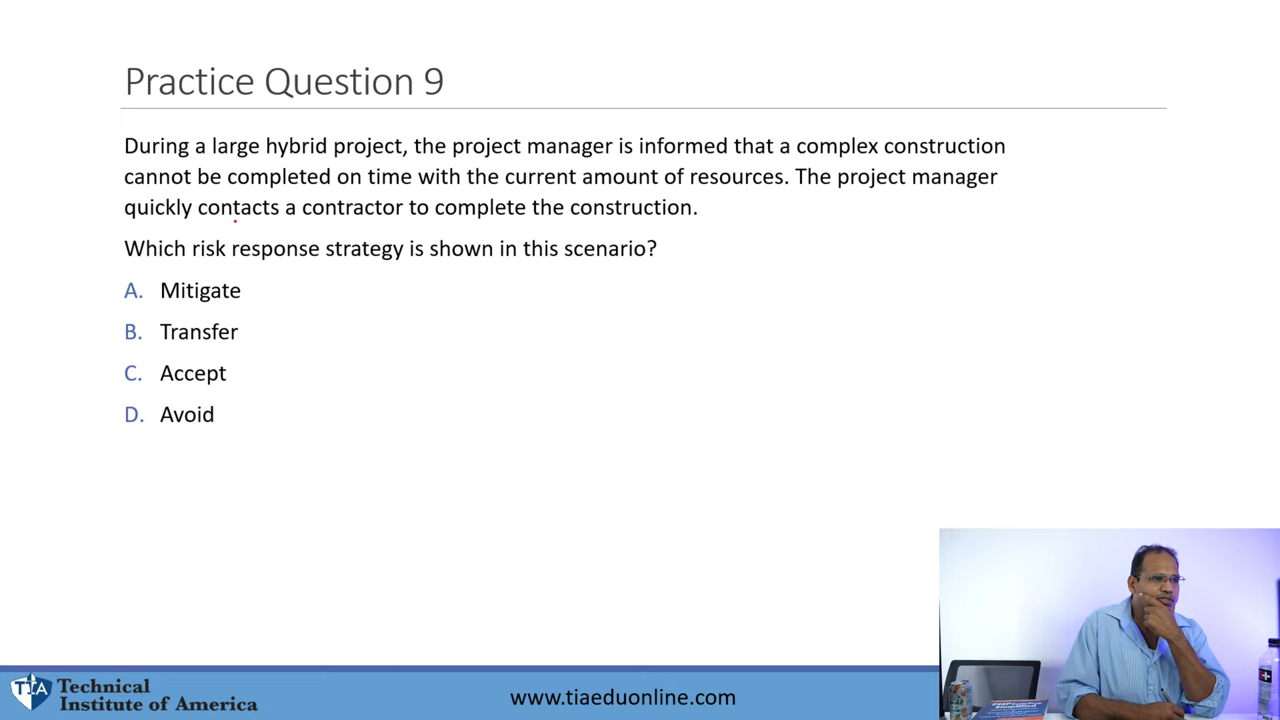 Practice Question 9
During a large hybrid project, the project manager is informed that a complex construction
cannot be completed on time with the current amount of resources. The project manager
quickly contacts a contractor to complete the construction.
Which risk response strategy is shown in this scenario?
A. Mitigate
B. Transfer
C. Accept
D. Avoid
TIA Technical
Institute of America
www.tiaeduonline.com